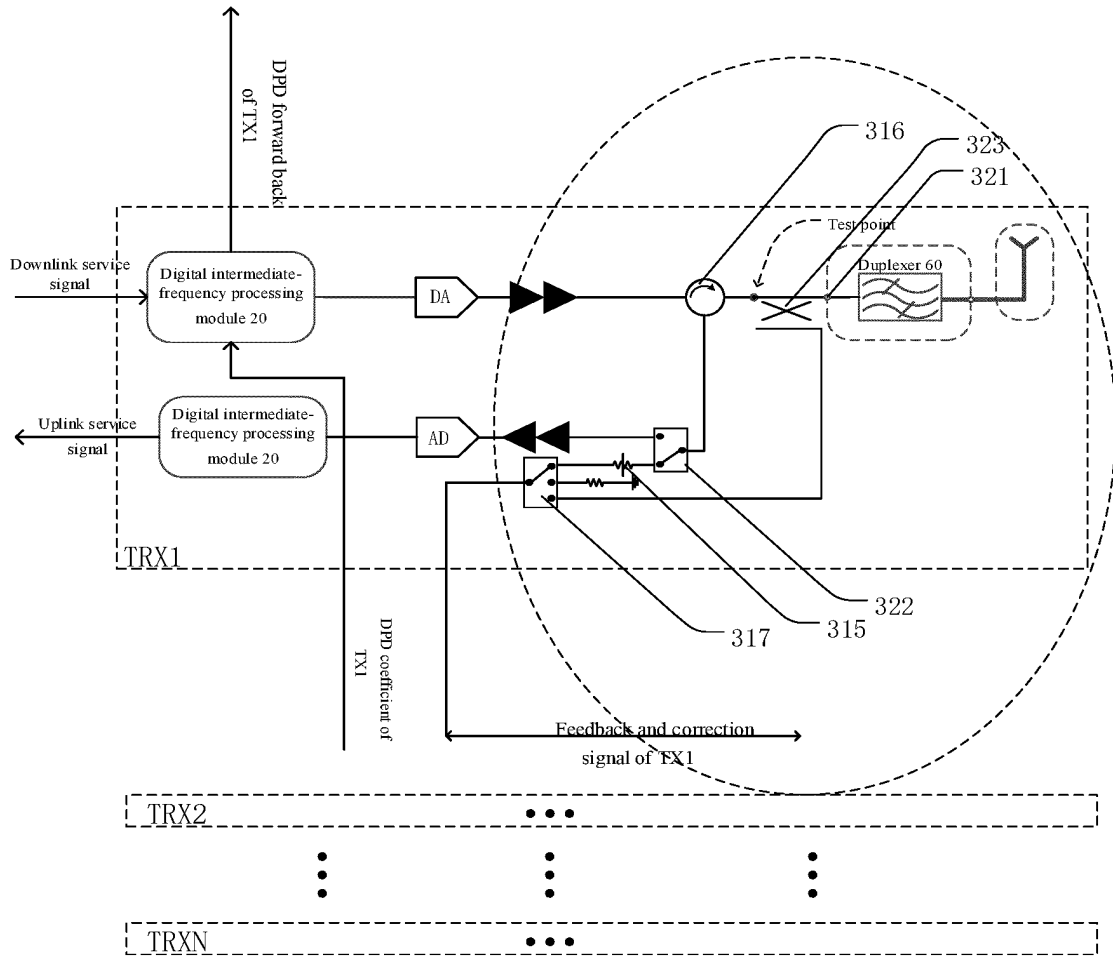 DPD forward back
of TX1
316
323
321
Test point
Downlink service
signal
Digital intermediate-
frequency processing
module 20
DA
Duplexer 60
Uplink service
signal
Digital intermediate-
frequency processing
module 20
AD
TRX1
322
315
317
DPD coefficient of
TX1
Feedback and correction
signal of TX1
TRX2
TRXN